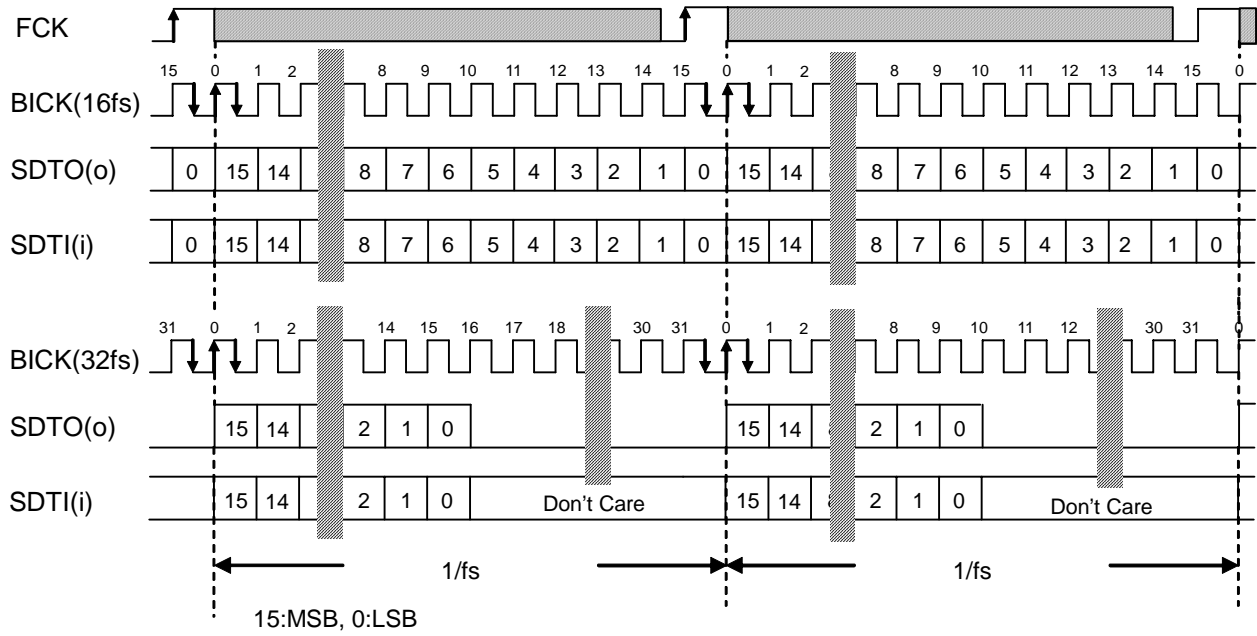 FCK
15 0 1 2 8 9 10 11 12 13 14 15 0 1 2 8 9 10 11 12 13 14 15 0
BICK(16fs)
SDTO(o) 0 15 14 8 7 6 5 4 3 2 1 0 15 14 8 7 6 5 4 3 2 1 0
SDTI(i) 0 15 14 8 7 6 5 4 3 2 1 0 15 14 8 7 6 5 4 3 2 1 0
31 0 1 2 14 15 16 17 18 30 31 0 1 2 8 9 10 11 12 30 31 0
BICK(32fs)
SDTO(o) 15 14 2 1 0 15 14 2 1 0
SDTI(i) 15 14 2 1 0 Don't Care 15 14 2 1 0 Don't Care
1/fs 1/fs
15:MSB, 0:LSB